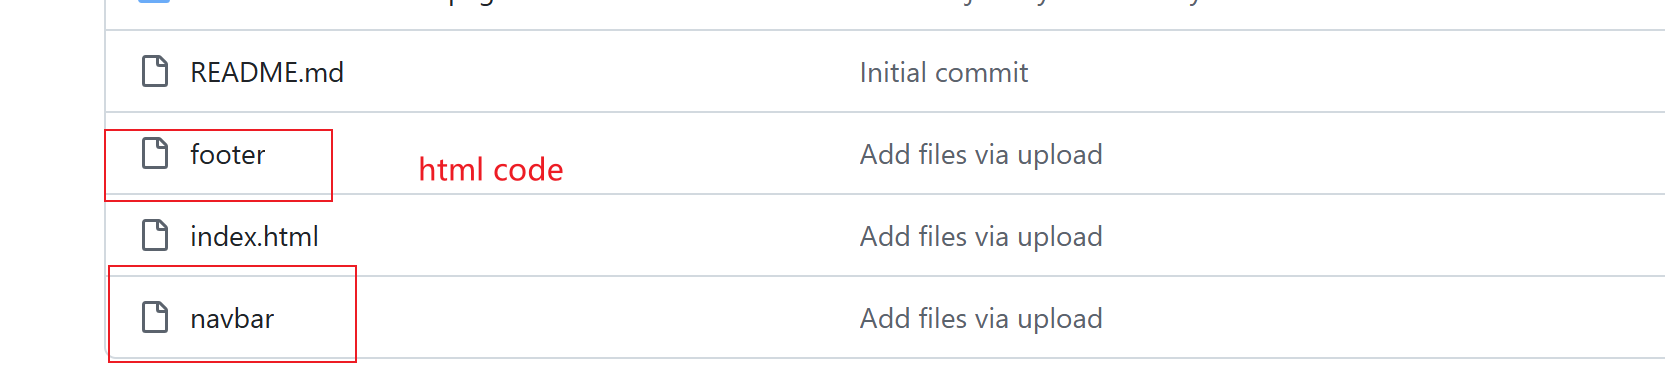 README.md Initial commit
footer html code Add files via upload
index.html Add files via upload
navbar Add files via upload